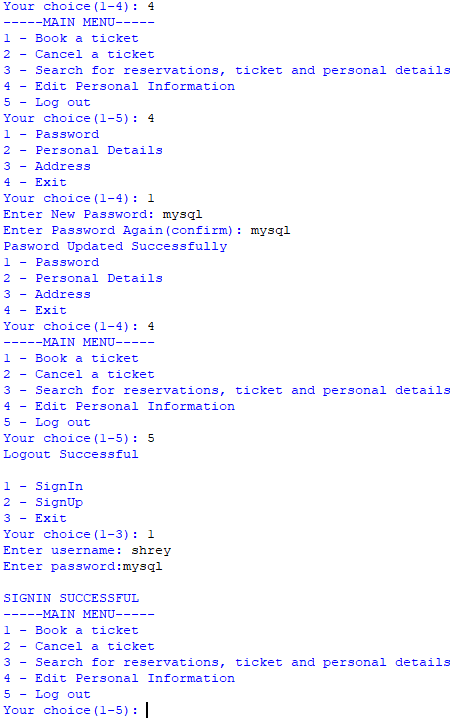 Your choice(1-4): 4
-----MAIN MENU-----
1 - Book a ticket
2 - Cancel a ticket
3 - Search for reservations, ticket and personal details
4 - Edit Personal Information
5 - Log out
Your choice(1-5): 4
1 - Password
2 - Personal Details
3 - Address
4 - Exit
Your choice(1-4): 1
Enter New Password: mysql
Enter Password Again(confirm): mysql
Pasword Updated Successfully
1 - Password
2 - Personal Details
3 - Address
4 - Exit
Your choice(1-4): 4
-----MAIN MENU-----
1 - Book a ticket
2 - Cancel a ticket
3 - Search for reservations, ticket and personal details
4 - Edit Personal Information
5 - Log out
Your choice(1-5): 5
Logout Successful
1 - SignIn
2 - SignUp
3 - Exit
Your choice(1-3): 1
Enter username: shrey
Enter password:mysql
SIGNIN SUCCESSFUL
-----MAIN MENU-----
1 - Book a ticket
2 - Cancel a ticket
3 - Search for reservations, ticket and personal details
4 - Edit Personal Information
5 - Log out
Your choice(1-5):